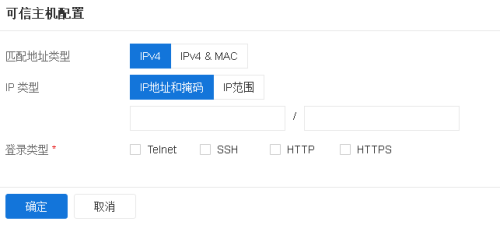 可信主机配置
匹配地址类型 IPv4 IPv4 & MAC
IP 类型 IP地址和掩码 IP范围
/
登录类型 * Telnet SSH HTTP HTTPS
确定 取消